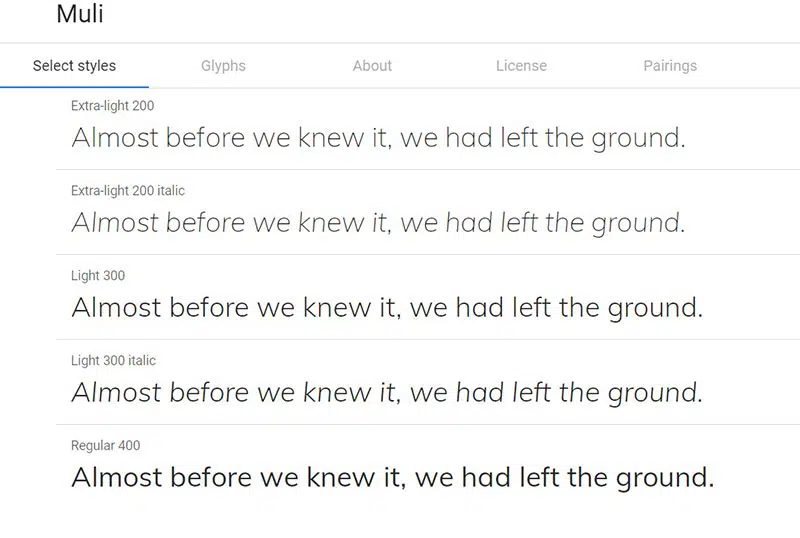 Muli
Select styles Glyphs About License Pairings
Extra-light 200
Almost before we knew it, we had left the ground.
Extra-light 200 italic
Almost before we knew it, we had left the ground.
Light 300
Almost before we knew it, we had left the ground.
Light 300 italic
Almost before we knew it, we had left the ground.
Regular 400
Almost before we knew it, we had left the ground.